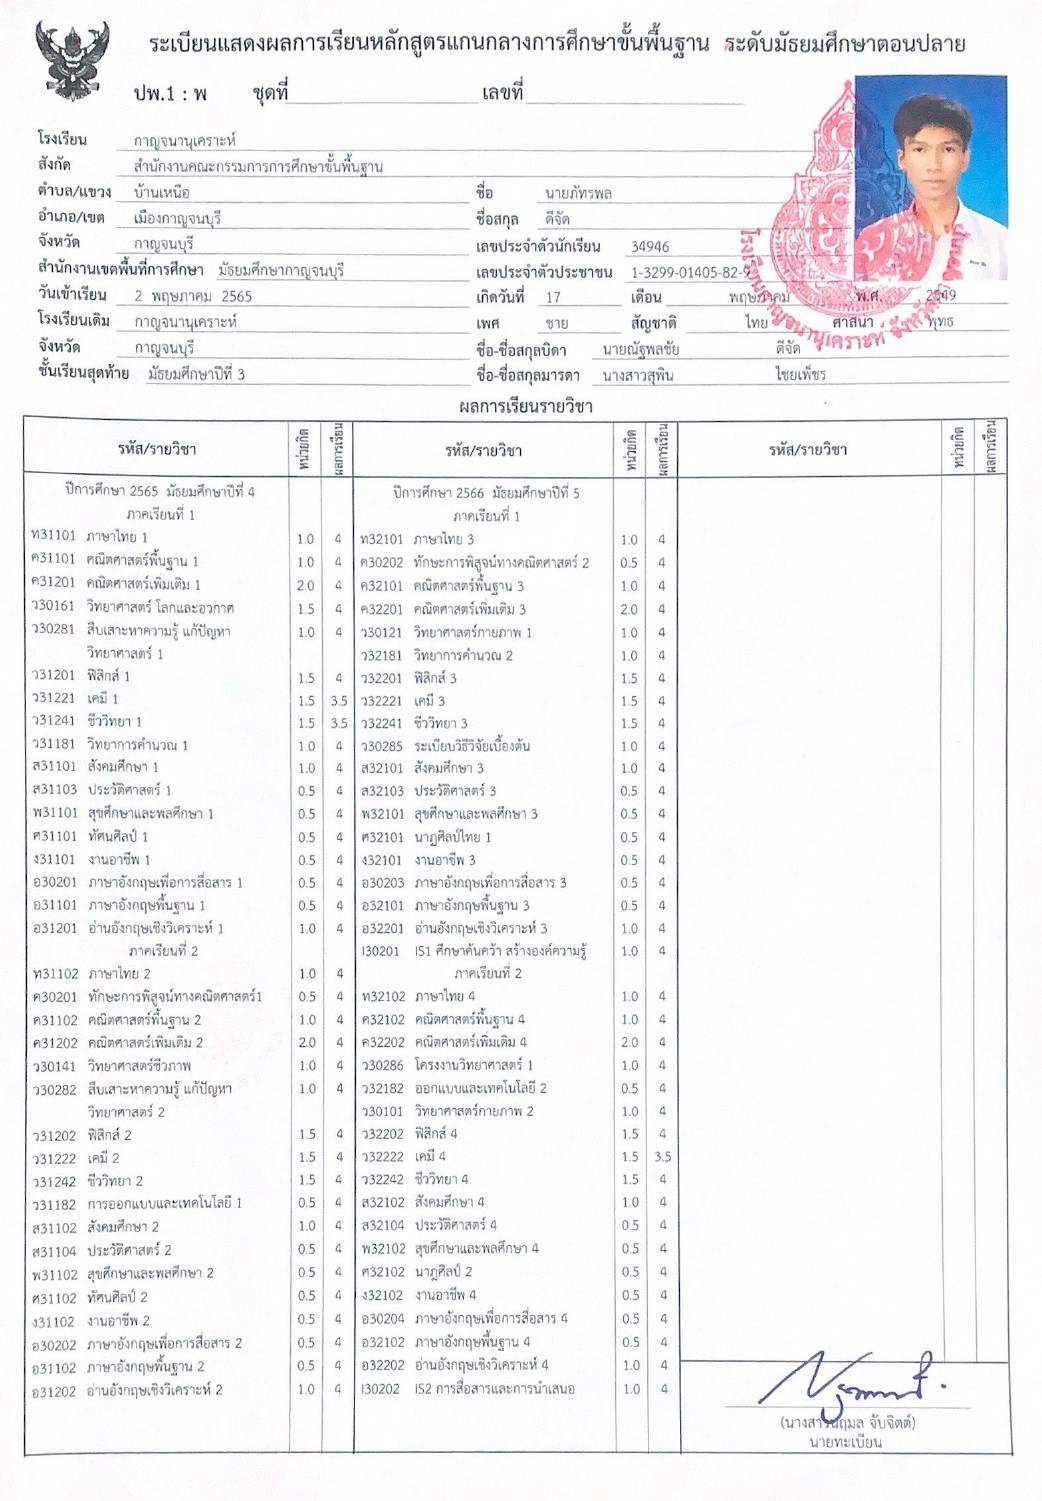 ระเบียนแสดงผลการเรียนหลักสูตรแกนกลางการศึกษาขั้นพื้นฐาน ระดับมัธยมศึกษาตอนปลาย
ปพ.1 : พ ชุดที่ เลขที่
โรงเรียน กาญจนานุเคราะห์
สังกัด สำนักงานคณะกรรมการการศึกษาขั้นพื้นฐาน
ตำบล/แขวง บ้านเหนือ ชื่อ นายภัทรพล
อำเภอ/เขต เมืองกาญจนบุรี ชื่อสกุล ดีจัด
จังหวัด กาญจนบุรี เลขประจำตัวนักเรียน 34946
สำนักงานเขตพื้นที่การศึกษา มัธยมศึกษากาญจนบุรี เลขประจำตัวประชาชน 1-3299-01405-82-9
วันเข้าเรียน 2 พฤษภาคม 2565 เกิดวันที่ 17 เดือน พฤษภาคม พ.ศ. 2549
โรงเรียนเดิม กาญจนานุเคราะห์ เพศ ชาย สัญชาติ ไทย ศาสนา พุทธ
จังหวัด กาญจนบุรี ชื่อ-ชื่อสกุลบิดา นายณัฐพลชัย ดีจัด
ชั้นเรียนสุดท้าย มัธยมศึกษาปีที่ 3 ชื่อ-ชื่อสกุลมารดา นางสาวสุพิน ไชยเพ็ชร
โรงเรียนกาญจนานุเคราะห์ จังหวัดกาญจนบุรี
ผลการเรียนรายวิชา
รหัส/รายวิชา หน่วยกิต ผลการเรียน รหัส/รายวิชา หน่วยกิต ผลการเรียน รหัส/รายวิชา หน่วยกิต ผลการเรียน
ปีการศึกษา 2565 มัธยมศึกษาปีที่ 4
ภาคเรียนที่ 1
ท31101 ภาษาไทย 1 1.0 4
ค31101 คณิตศาสตร์พื้นฐาน 1 1.0 4
ค31201 คณิตศาสตร์เพิ่มเติม 1 2.0 4
ว30161 วิทยาศาสตร์ โลกและอวกาศ 1.5 4
ว30281 สืบเสาะหาความรู้ แก้ปัญหา 1.0 4
วิทยาศาสตร์ 1
ว31201 ฟิสิกส์ 1 1.5 4
ว31221 เคมี 1 1.5 3.5
ว31241 ชีววิทยา 1 1.5 3.5
ว31181 วิทยาการคำนวณ 1 1.0 4
ส31101 สังคมศึกษา 1 1.0 4
ส31103 ประวัติศาสตร์ 1 0.5 4
พ31101 สุขศึกษาและพลศึกษา 1 0.5 4
ศ31101 ทัศนศิลป์ 1 0.5 4
ง31101 งานอาชีพ 1 0.5 4
อ30201 ภาษาอังกฤษเพื่อการสื่อสาร 1 0.5 4
อ31101 ภาษาอังกฤษพื้นฐาน 1 0.5 4
อ31201 อ่านอังกฤษเชิงวิเคราะห์ 1 1.0 4
ภาคเรียนที่ 2
ท31102 ภาษาไทย 2 1.0 4
ค30201 ทักษะการพิสูจน์ทางคณิตศาสตร์1 0.5 4
ค31102 คณิตศาสตร์พื้นฐาน 2 1.0 4
ค31202 คณิตศาสตร์เพิ่มเติม 2 2.0 4
ว30141 วิทยาศาสตร์ชีวภาพ 1.0 4
ว30282 สืบเสาะหาความรู้ แก้ปัญหา 1.0 4
วิทยาศาสตร์ 2
ว31202 ฟิสิกส์ 2 1.5 4
ว31222 เคมี 2 1.5 4
ว31242 ชีววิทยา 2 1.5 4
ว31182 การออกแบบและเทคโนโลยี 1 0.5 4
ส31102 สังคมศึกษา 2 1.0 4
ส31104 ประวัติศาสตร์ 2 0.5 4
พ31102 สุขศึกษาและพลศึกษา 2 0.5 4
ศ31102 ทัศนศิลป์ 2 0.5 4
ง31102 งานอาชีพ 2 0.5 4
อ30202 ภาษาอังกฤษเพื่อการสื่อสาร 2 0.5 4
อ31102 ภาษาอังกฤษพื้นฐาน 2 0.5 4
อ31202 อ่านอังกฤษเชิงวิเคราะห์ 2 1.0 4
ปีการศึกษา 2566 มัธยมศึกษาปีที่ 5
ภาคเรียนที่ 1
ท32101 ภาษาไทย 3 1.0 4
ค30202 ทักษะการพิสูจน์ทางคณิตศาสตร์ 2 0.5 4
ค32101 คณิตศาสตร์พื้นฐาน 3 1.0 4
ค32201 คณิตศาสตร์เพิ่มเติม 3 2.0 4
ว30121 วิทยาศาสตร์กายภาพ 1 1.0 4
ว32181 วิทยาการคำนวณ 2 1.0 4
ว32201 ฟิสิกส์ 3 1.5 4
ว32221 เคมี 3 1.5 4
ว32241 ชีววิทยา 3 1.5 4
ว30285 ระเบียบวิธีวิจัยเบื้องต้น 1.0 4
ส32101 สังคมศึกษา 3 1.0 4
ส32103 ประวัติศาสตร์ 3 0.5 4
พ32101 สุขศึกษาและพลศึกษา 3 0.5 4
ศ32101 นาฏศิลป์ไทย 1 0.5 4
ง32101 งานอาชีพ 3 0.5 4
อ30203 ภาษาอังกฤษเพื่อการสื่อสาร 3 0.5 4
อ32101 ภาษาอังกฤษพื้นฐาน 3 0.5 4
อ32201 อ่านอังกฤษเชิงวิเคราะห์ 3 1.0 4
I30201 IS1 ศึกษาค้นคว้า สร้างองค์ความรู้ 1.0 4
ภาคเรียนที่ 2
ท32102 ภาษาไทย 4 1.0 4
ค32102 คณิตศาสตร์พื้นฐาน 4 1.0 4
ค32202 คณิตศาสตร์เพิ่มเติม 4 2.0 4
ว30286 โครงงานวิทยาศาสตร์ 1 1.0 4
ว32182 ออกแบบและเทคโนโลยี 2 0.5 4
ว30101 วิทยาศาสตร์กายภาพ 2 1.0 4
ว32202 ฟิสิกส์ 4 1.5 4
ว32222 เคมี 4 1.5 3.5
ว32242 ชีววิทยา 4 1.5 4
ส32102 สังคมศึกษา 4 1.0 4
ส32104 ประวัติศาสตร์ 4 0.5 4
พ32102 สุขศึกษาและพลศึกษา 4 0.5 4
ศ32102 นาฏศิลป์ 2 0.5 4
ง32102 งานอาชีพ 4 0.5 4
อ30204 ภาษาอังกฤษเพื่อการสื่อสาร 4 0.5 4
อ32102 ภาษาอังกฤษพื้นฐาน 4 0.5 4
อ32202 อ่านอังกฤษเชิงวิเคราะห์ 4 1.0 4
I30202 IS2 การสื่อสารและการนำเสนอ 1.0 4
(นางสาวนฤมล จับจิตต์)
นายทะเบียน